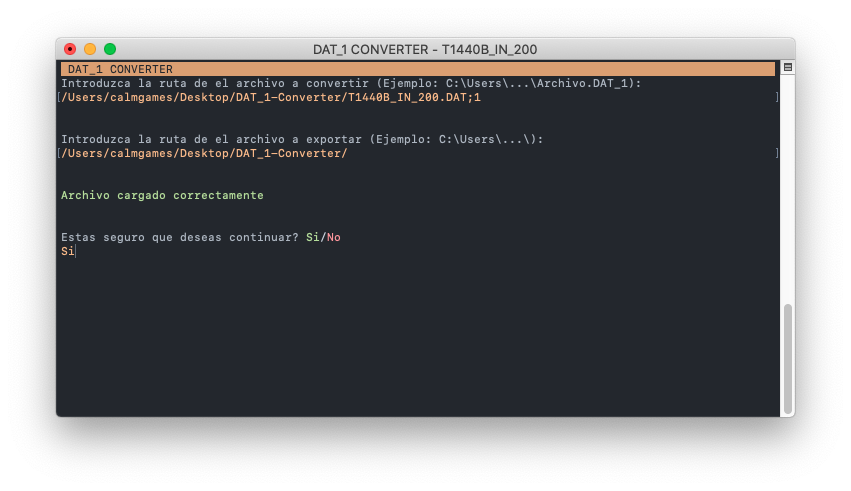 DAT_1 CONVERTER - T1440B_IN_200
DAT_1 CONVERTER
Introduzca la ruta de el archivo a convertir (Ejemplo: C:\Users\...\Archivo.DAT_1):
[/Users/calmgames/Desktop/DAT_1-Converter/T1440B_IN_200.DAT;1 ]
Introduzca la ruta de el archivo a exportar (Ejemplo: C:\Users\...\):
[/Users/calmgames/Desktop/DAT_1-Converter/ ]
Archivo cargado correctamente
Estas seguro que deseas continuar? Si/No
Si